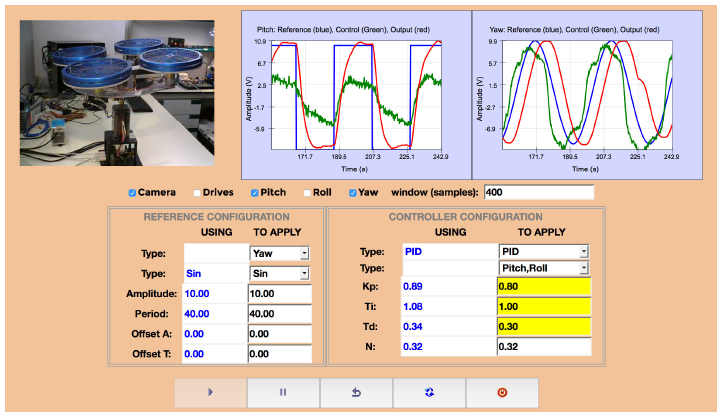 Pitch: Reference (blue), Control (Green), Output (red)
10.9
6.7
2.5
-1.7
-5.9
Amplitude (V)
171.7 189.5 207.3 225.1 242.9
Time (s)
Yaw: Reference (blue), Control (Green), Output (red)
10.9
6.7
2.5
-1.7
-5.9
Amplitude (V)
171.7 189.5 207.3 225.1 242.9
Time (s)
Camera Drives Pitch Roll Yaw window (samples): 400
REFERENCE CONFIGURATION
USING TO APPLY
Type: Yaw
Type: Sin Sin
Amplitude: 10.00 10.00
Period: 40.00 40.00
Offset A: 0.00 0.00
Offset T: 0.00 0.00
CONTROLLER CONFIGURATION
USING TO APPLY
Type: PID PID
Type: Pitch,Roll
Kp: 0.89 0.80
Ti: 1.08 1.00
Td: 0.34 0.30
N: 0.32 0.32